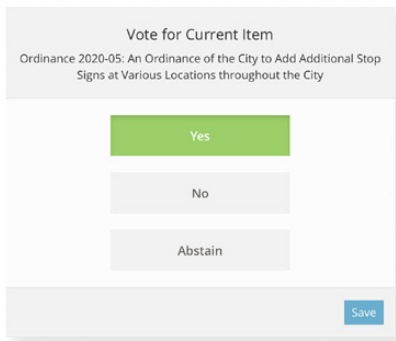 Vote for Current Item
Ordinance 2020-05: An Ordinance of the City to Add Additional Stop
Signs at Various Locations throughout the City
Yes
No
Abstain
Save